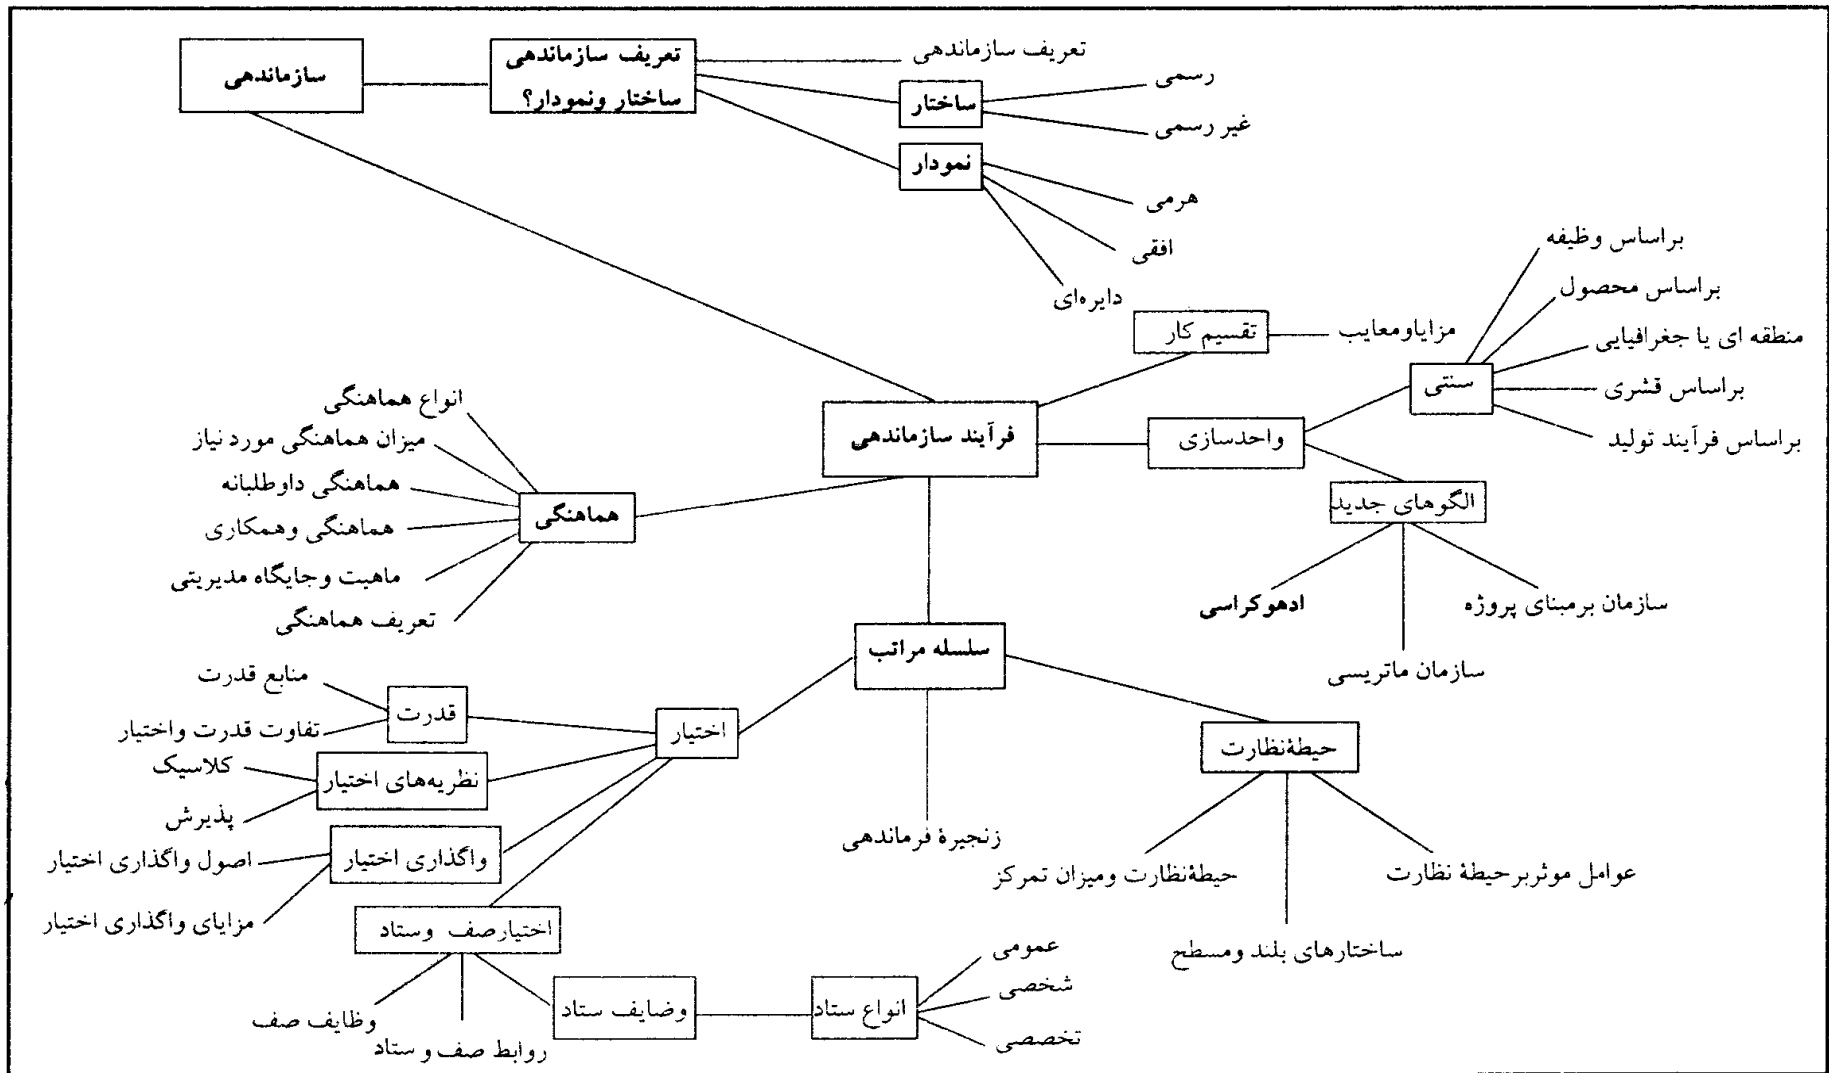 سازماندهی
تعریف سازماندهی
ساختار ونمودار؟
تعریف سازماندهی
ساختار
رسمی
غیر رسمی
نمودار
هرمی
افقی
دایره‌ای
فرآیند سازماندهی
تقسیم کار
مزایاومعایب
واحدسازی
سنتی
براساس وظیفه
براساس محصول
منطقه ای یا جغرافیایی
براساس قشری
براساس فرآیند تولید
الگوهای جدید
سازمان برمبنای پروژه
سازمان ماتریسی
ادهوکراسی
هماهنگی
انواع هماهنگی
میزان هماهنگی مورد نیاز
هماهنگی داوطلبانه
هماهنگی وهمکاری
ماهیت وجایگاه مدیریتی
تعریف هماهنگی
سلسله مراتب
حیطهٔ‌نظارت
عوامل موثربرحیطهٔ نظارت
ساختارهای بلند ومسطح
حیطهٔ‌نظارت ومیزان تمرکز
زنجیرهٔ فرماندهی
اختیار
قدرت
منابع قدرت
تفاوت قدرت واختیار
نظریه‌های اختیار
کلاسیک
پذیرش
واگذاری اختیار
اصول واگذاری اختیار
مزایای واگذاری اختیار
اختیارصف وستاد
وظایف صف
روابط صف و ستاد
وضایف ستاد
انواع ستاد
عمومی
شخصی
تخصصی